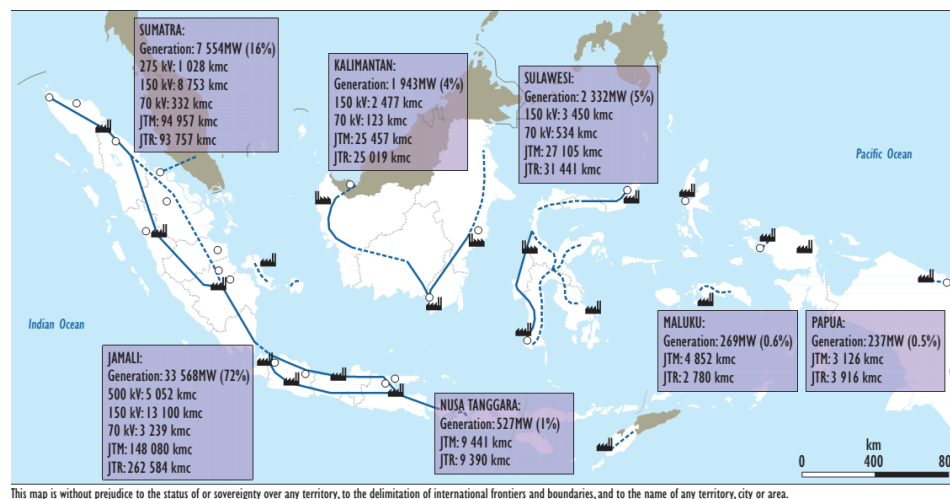 SUMATRA:
Generation: 7 554MW (16%)
275 kV: 1 028 kmc
150 kV: 8 753 kmc
70 kV: 332 kmc
JTM: 94 957 kmc
JTR: 93 757 kmc
KALIMANTAN:
Generation: 1 943MW (4%)
150 kV: 2 477 kmc
70 kV: 123 kmc
JTM: 25 457 kmc
JTR: 25 019 kmc
SULAWESI:
Generation: 2 332MW (5%)
150 kV: 3 450 kmc
70 kV: 534 kmc
JTM: 27 105 kmc
JTR: 31 441 kmc
Pacific Ocean
Indian Ocean
JAMALI:
Generation: 33 568MW (72%)
500 kV: 5 052 kmc
150 kV: 13 100 kmc
70 kV: 3 239 kmc
JTM: 148 080 kmc
JTR: 262 584 kmc
NUSA TANGGARA:
Generation: 527MW (1%)
JTM: 9 441 kmc
JTR: 9 390 kmc
MALUKU:
Generation: 269MW (0.6%)
JTM: 4 852 kmc
JTR: 2 780 kmc
PAPUA:
Generation: 237MW (0.5%)
JTM: 3 126 kmc
JTR: 3 916 kmc
km
0 400 80
This map is without prejudice to the status of or sovereignty over any territory, to the delimitation of international frontiers and boundaries, and to the name of any territory, city or area.